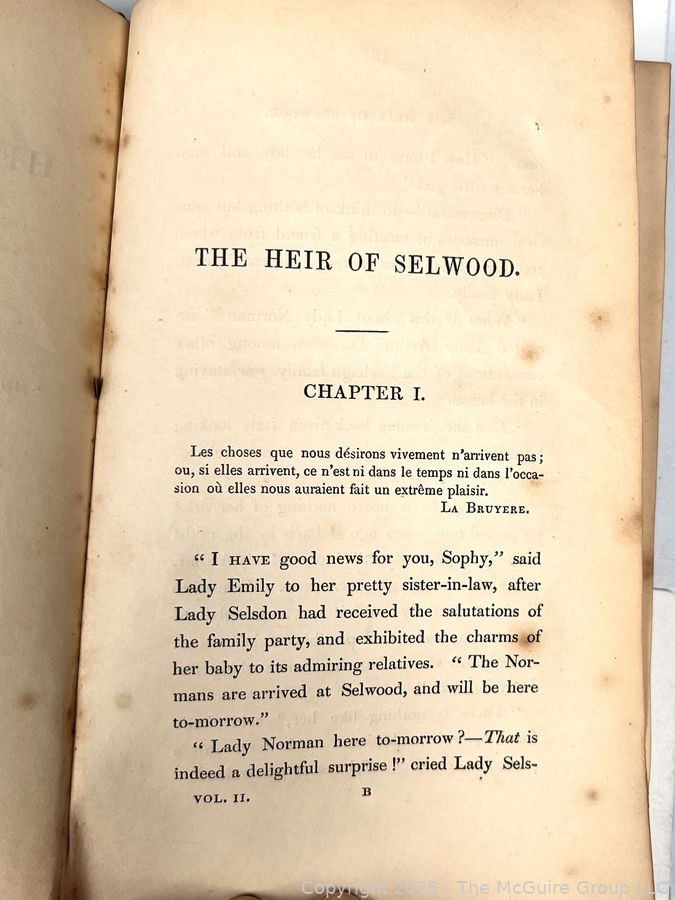 THE HEIR OF SELWOOD.
CHAPTER I.
Les choses que nous désirons vivement n'arrivent pas;
ou, si elles arrivent, ce n'est ni dans le temps ni dans l'occa-
sion où elles nous auraient fait un extrême plaisir.
LA BRUYERE.
“ I HAVE good news for you, Sophy,” said
Lady Emily to her pretty sister-in-law, after
Lady Selsdon had received the salutations of
the family party, and exhibited the charms of
her baby to its admiring relatives. “ The Nor-
mans are arrived at Selwood, and will be here
to-morrow.”
“ Lady Norman here to-morrow?—That is
indeed a delightful surprise!” cried Lady Sels-
VOL. II. B
Copyright 2025 - The McGuire Group LLC